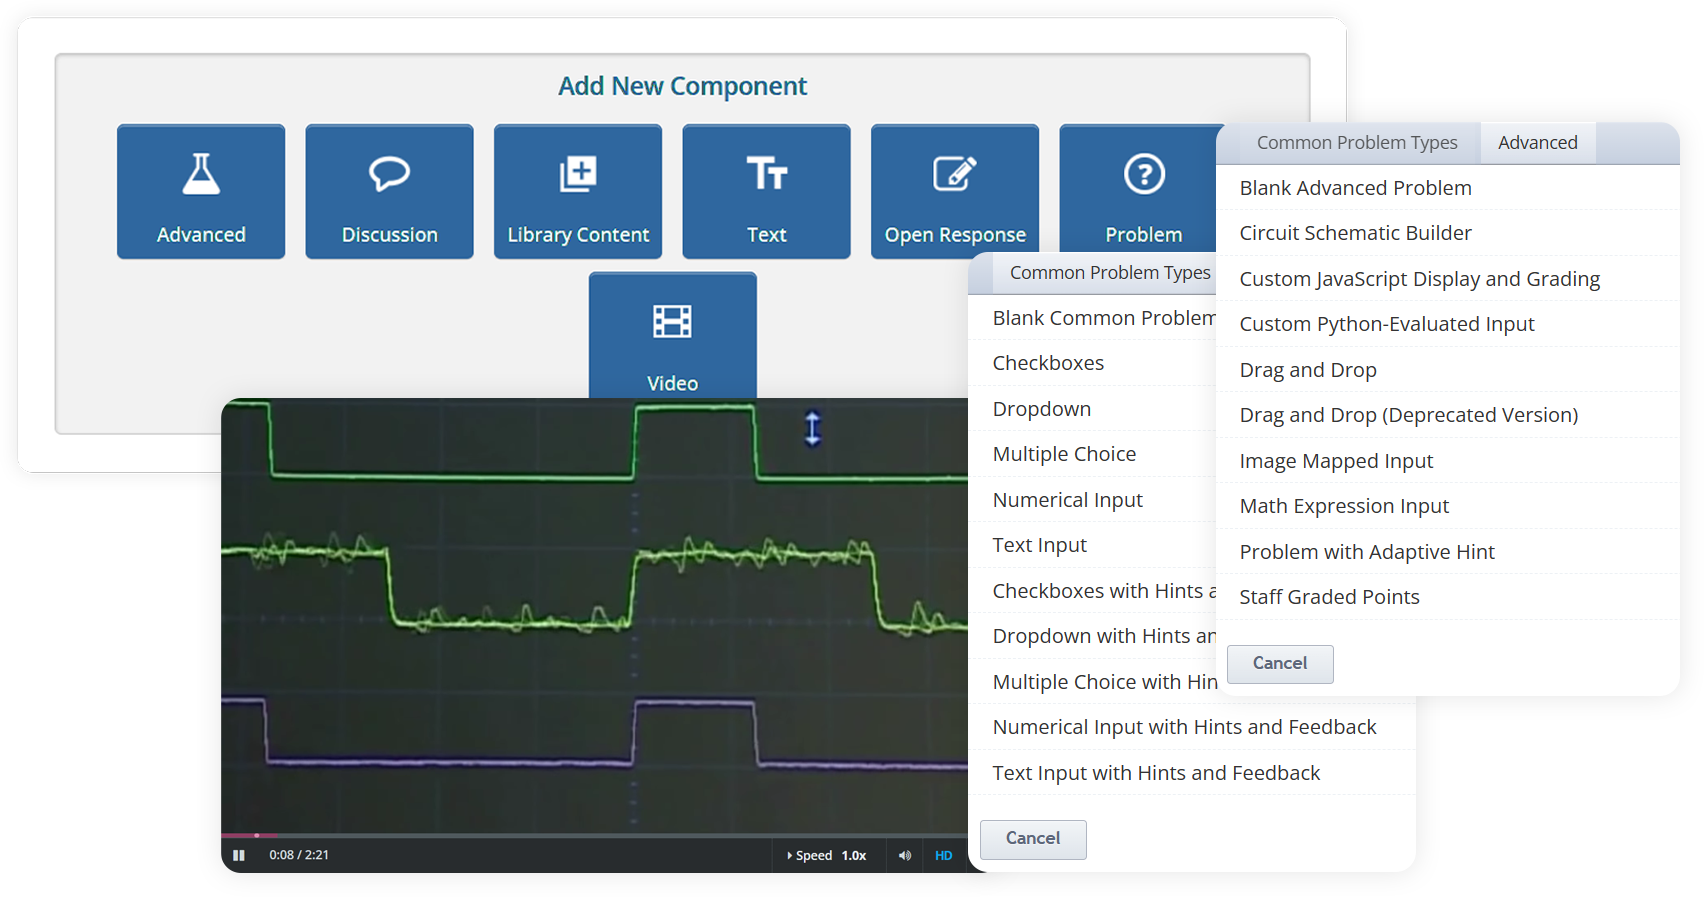 Add New Component
Advanced
Discussion
Library Content
Text
Open Response
Problem
Video
Common Problem Types
Blank Common Problem
Checkboxes
Dropdown
Multiple Choice
Numerical Input
Text Input
Checkboxes with Hints
Dropdown with Hints
Multiple Choice with
Numerical Input with Hints and Feedback
Text Input with Hints and Feedback
Cancel
Common Problem Types Advanced
Blank Advanced Problem
Circuit Schematic Builder
Custom JavaScript Display and Grading
Custom Python-Evaluated Input
Drag and Drop
Drag and Drop (Deprecated Version)
Image Mapped Input
Math Expression Input
Problem with Adaptive Hint
Staff Graded Points
Cancel
0:08 / 2:21
Speed 1.0x
HD